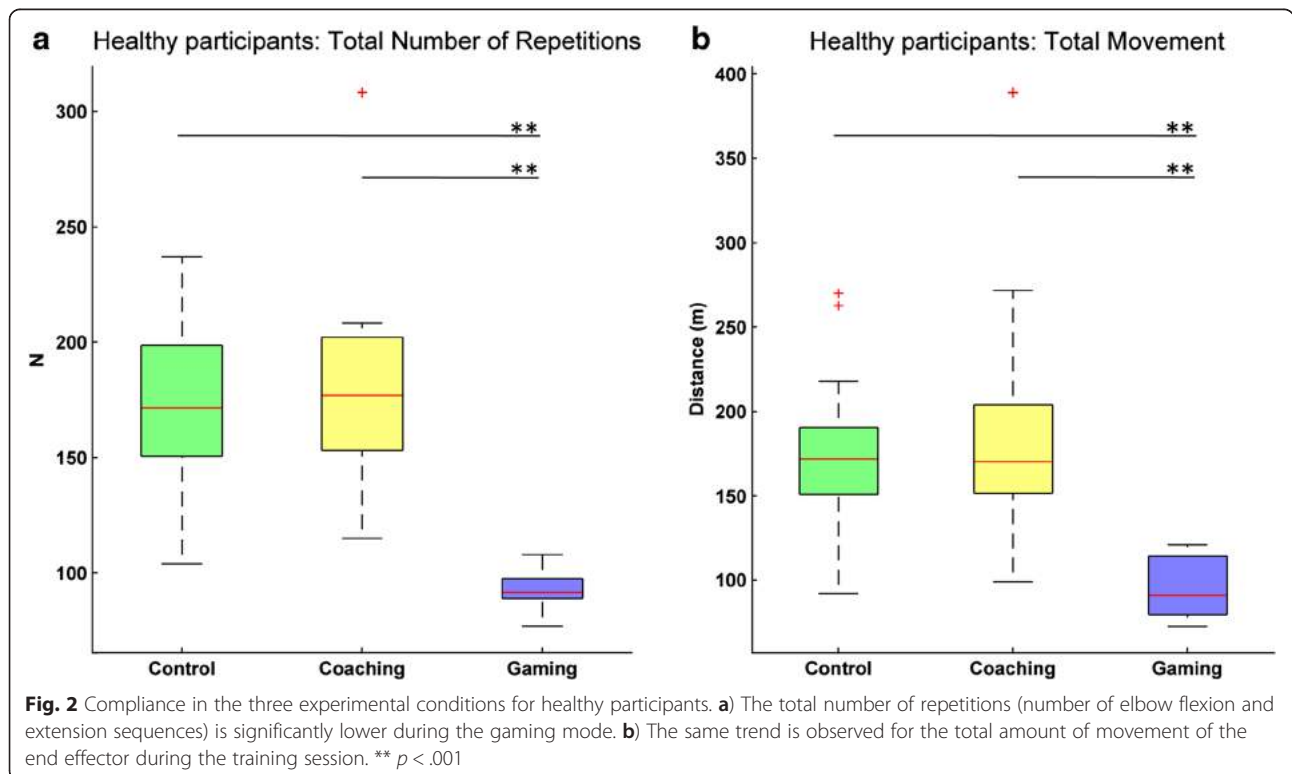 a Healthy participants: Total Number of Repetitions
300
250
200
150
100
N
**
**
Control Coaching Gaming
b Healthy participants: Total Movement
400
350
300
250
200
150
100
Distance (m)
**
**
Control Coaching Gaming
Fig. 2 Compliance in the three experimental conditions for healthy participants. a) The total number of repetitions (number of elbow flexion and
extension sequences) is significantly lower during the gaming mode. b) The same trend is observed for the total amount of movement of the
end effector during the training session. ** p < .001